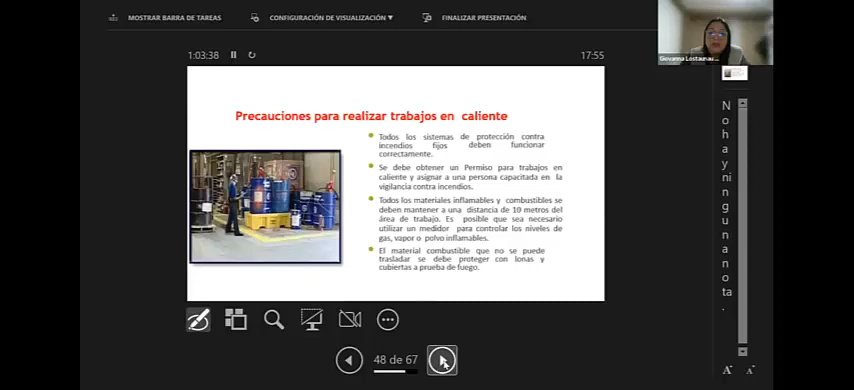 MOSTRAR BARRA DE TAREAS
CONFIGURACIÓN DE VISUALIZACIÓN ▼
FINALIZAR PRESENTACIÓN
Giovanna Lostaunau...
1:03:38
17:55
Precauciones para realizar trabajos en caliente
Todos los sistemas de protección contra
incendios fijos deben funcionar
correctamente.
Se debe obtener un Permiso para trabajos en
caliente y asignar a una persona capacitada en la
vigilancia contra incendios.
Todos los materiales inflamables y combustibles se
deben mantener a una distancia de 10 metros del
área de trabajo. Es posible que sea necesario
utilizar un medidor para controlar los niveles de
gas, vapor o polvo inflamables.
El material combustible que no se puede
trasladar se debe proteger con lonas y
cubiertas a prueba de fuego.
N
o h
a
y
ni
n
g
u
n
a
n
o
ta
.
48 de 67
A A